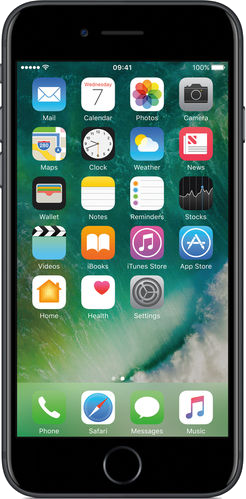 09:41 100%
Wednesday
7
Mail Calendar Photos Camera
280
Maps Clock Weather News
Wallet Notes Reminders Stocks
Videos iBooks iTunes Store App Store
Home Health Settings
Phone Safari Messages Music